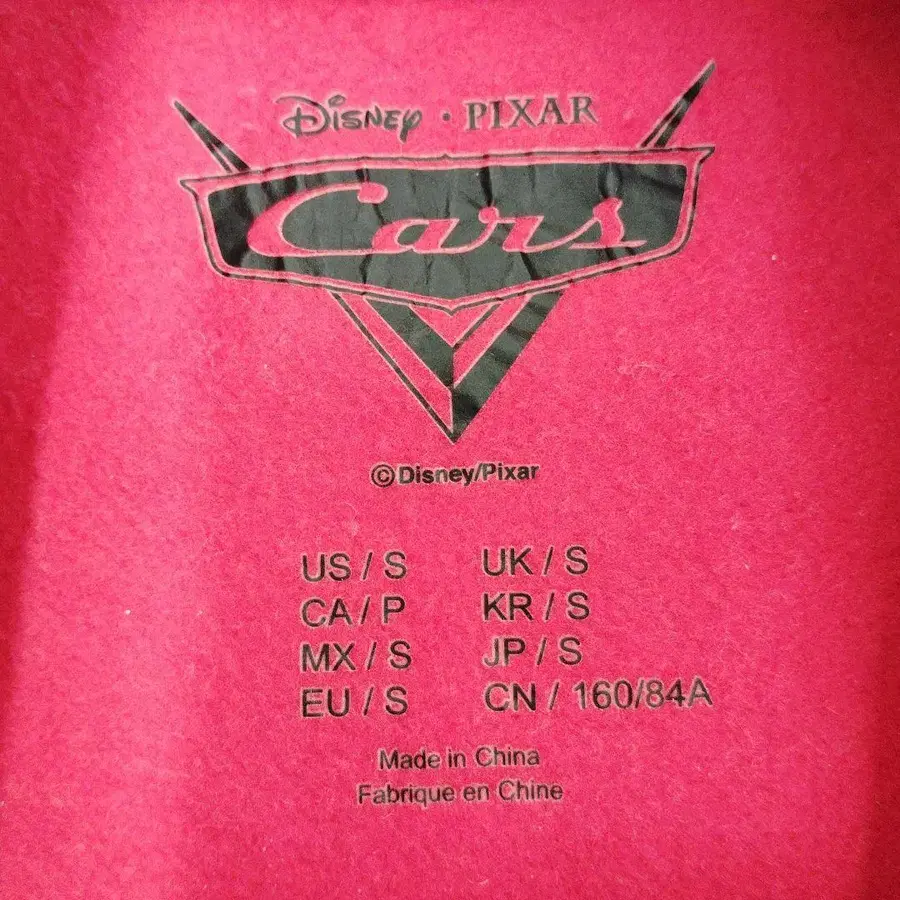 Disney · PIXAR
Cars
©Disney/Pixar
US / S UK / S
CA / P KR / S
MX / S JP / S
EU / S CN / 160/84A
Made in China
Fabrique en Chine